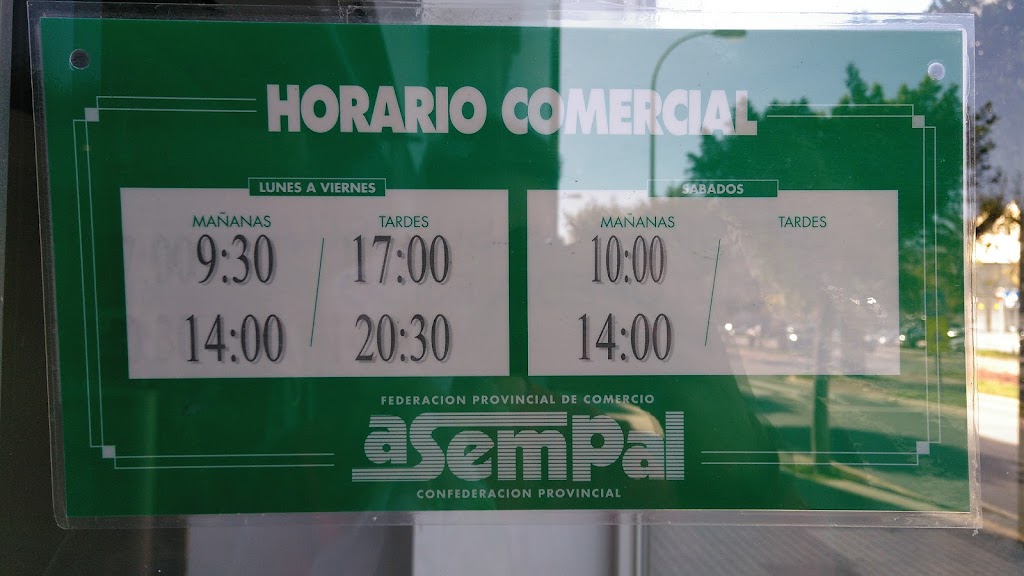 HORARIO COMERCIAL
LUNES A VIERNES
MAÑANAS TARDES
9:30 / 17:00
14:00 20:30
SABADOS
MAÑANAS TARDES
10:00 /
14:00
FEDERACION PROVINCIAL DE COMERCIO
asempal
CONFEDERACION PROVINCIAL